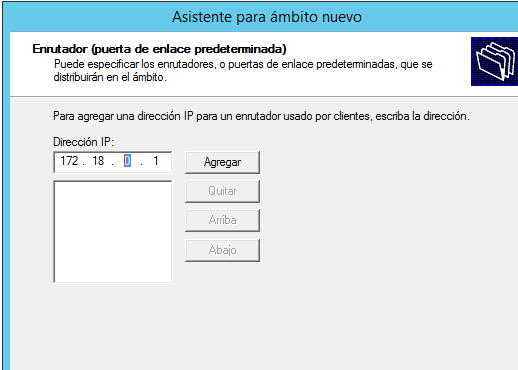 Asistente para ámbito nuevo
Enrutador (puerta de enlace predeterminada)
Puede especificar los enrutadores, o puertas de enlace predeterminadas, que se
distribuirán en el ámbito.
Para agregar una dirección IP para un enrutador usado por clientes, escriba la dirección.
Dirección IP:
172 . 18 . 0 . 1
Agregar
Quitar
Arriba
Abajo